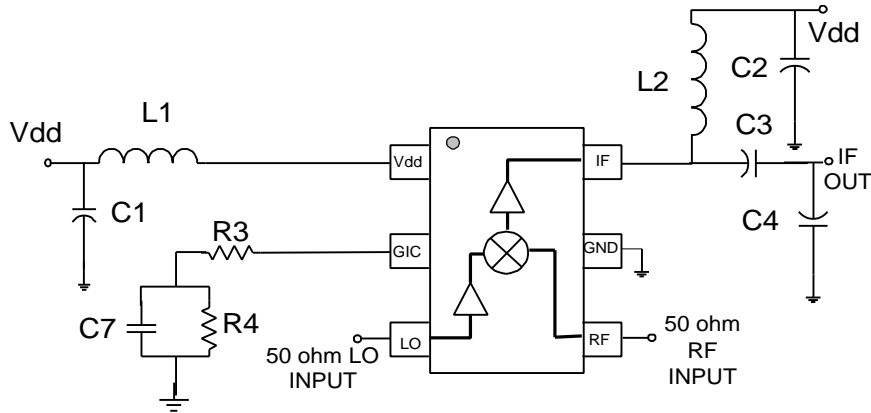 Vdd
L2
C2
L1
C3
Vdd
Vdd
IF
IF
OUT
C1
C4
R3
GIC
GND
C7
R4
LO
RF
50 ohm LO
INPUT
50 ohm
RF
INPUT